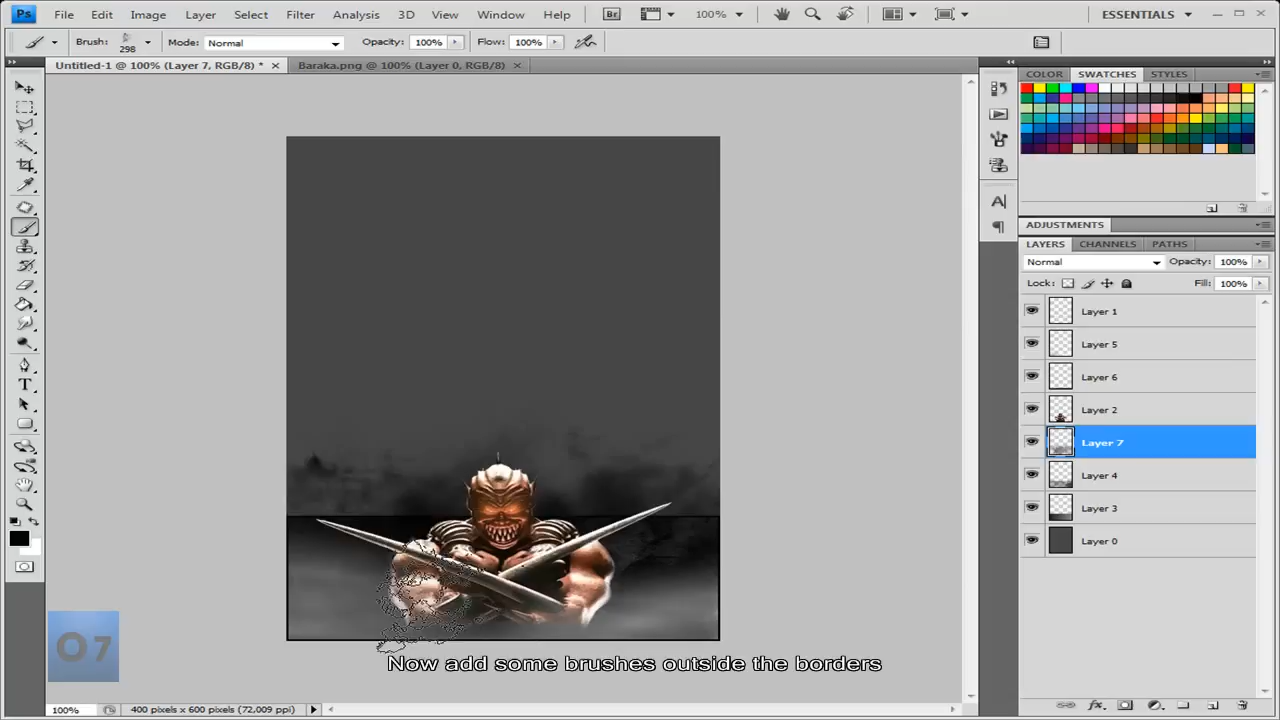 Ps File Edit Image Layer Select Filter Analysis 3D View Window Help Br 100% ESSENTIALS
Brush: 298 Mode: Normal Opacity: 100% Flow: 100%
Untitled-1 @ 100% (Layer 7, RGB/8) * Baraka.png @ 100% (Layer 0, RGB/8)
COLOR SWATCHES STYLES
ADJUSTMENTS
LAYERS CHANNELS PATHS
Normal Opacity: 100%
Lock: Fill: 100%
Layer 1
Layer 5
Layer 6
Layer 2
Layer 7
Layer 4
Layer 3
Layer 0
07
Now add some brushes outside the borders
100% 400 pixels x 600 pixels (72,009 ppi)